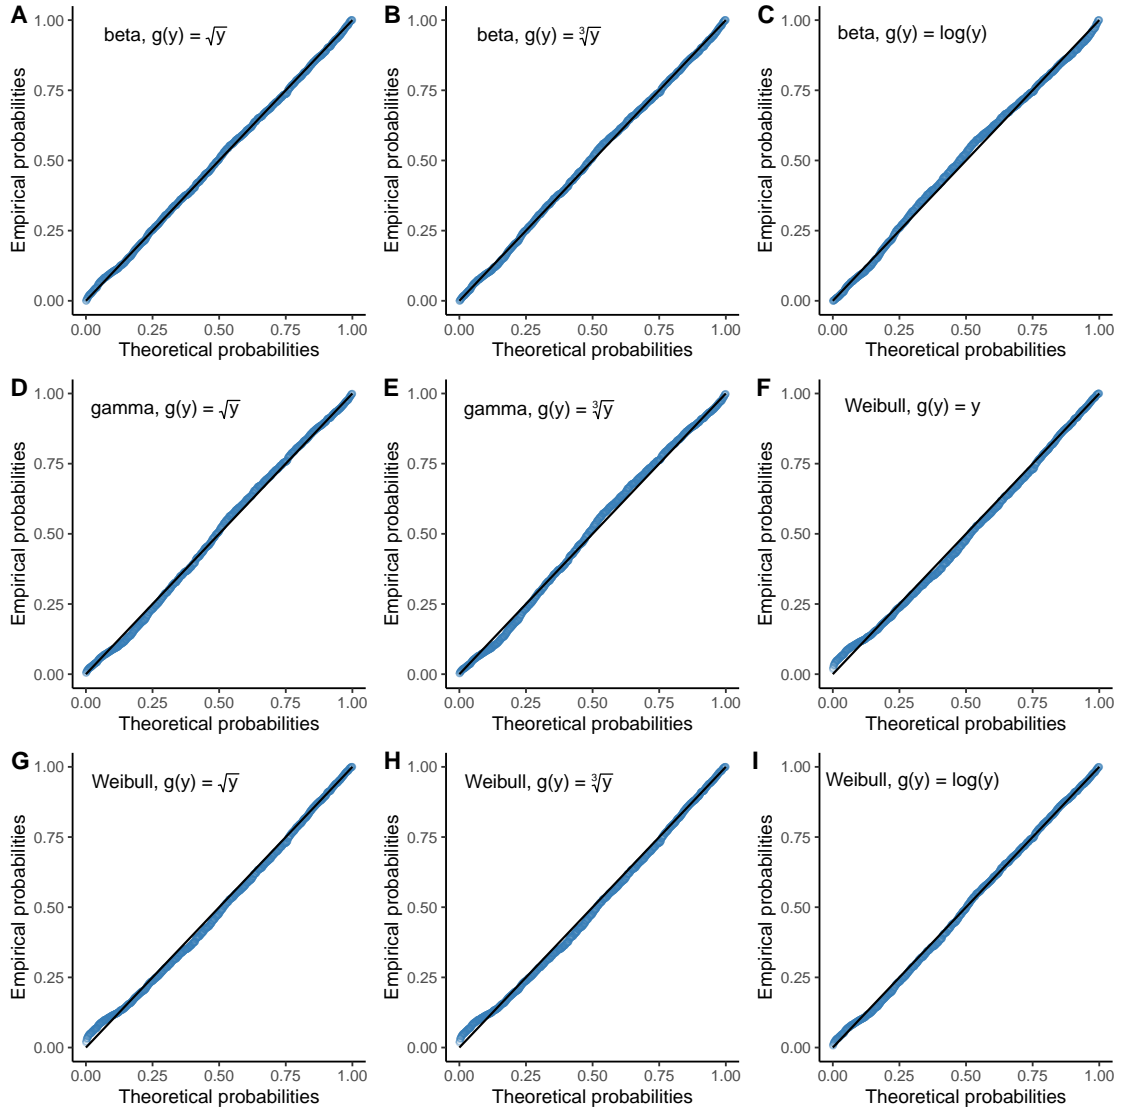 A
beta, g(y) = √y
1.00
0.75
0.50
0.25
0.00
Empirical probabilities
0.00 0.25 0.50 0.75 1.00
Theoretical probabilities
B
beta, g(y) = ∛y
1.00
0.75
0.50
0.25
0.00
Empirical probabilities
0.00 0.25 0.50 0.75 1.00
Theoretical probabilities
C
beta, g(y) = log(y)
1.00
0.75
0.50
0.25
0.00
Empirical probabilities
0.00 0.25 0.50 0.75 1.00
Theoretical probabilities
D
gamma, g(y) = √y
1.00
0.75
0.50
0.25
0.00
Empirical probabilities
0.00 0.25 0.50 0.75 1.00
Theoretical probabilities
E
gamma, g(y) = ∛y
1.00
0.75
0.50
0.25
0.00
Empirical probabilities
0.00 0.25 0.50 0.75 1.00
Theoretical probabilities
F
Weibull, g(y) = y
1.00
0.75
0.50
0.25
0.00
Empirical probabilities
0.00 0.25 0.50 0.75 1.00
Theoretical probabilities
G
Weibull, g(y) = √y
1.00
0.75
0.50
0.25
0.00
Empirical probabilities
0.00 0.25 0.50 0.75 1.00
Theoretical probabilities
H
Weibull, g(y) = ∛y
1.00
0.75
0.50
0.25
0.00
Empirical probabilities
0.00 0.25 0.50 0.75 1.00
Theoretical probabilities
I
Weibull, g(y) = log(y)
1.00
0.75
0.50
0.25
0.00
Empirical probabilities
0.00 0.25 0.50 0.75 1.00
Theoretical probabilities